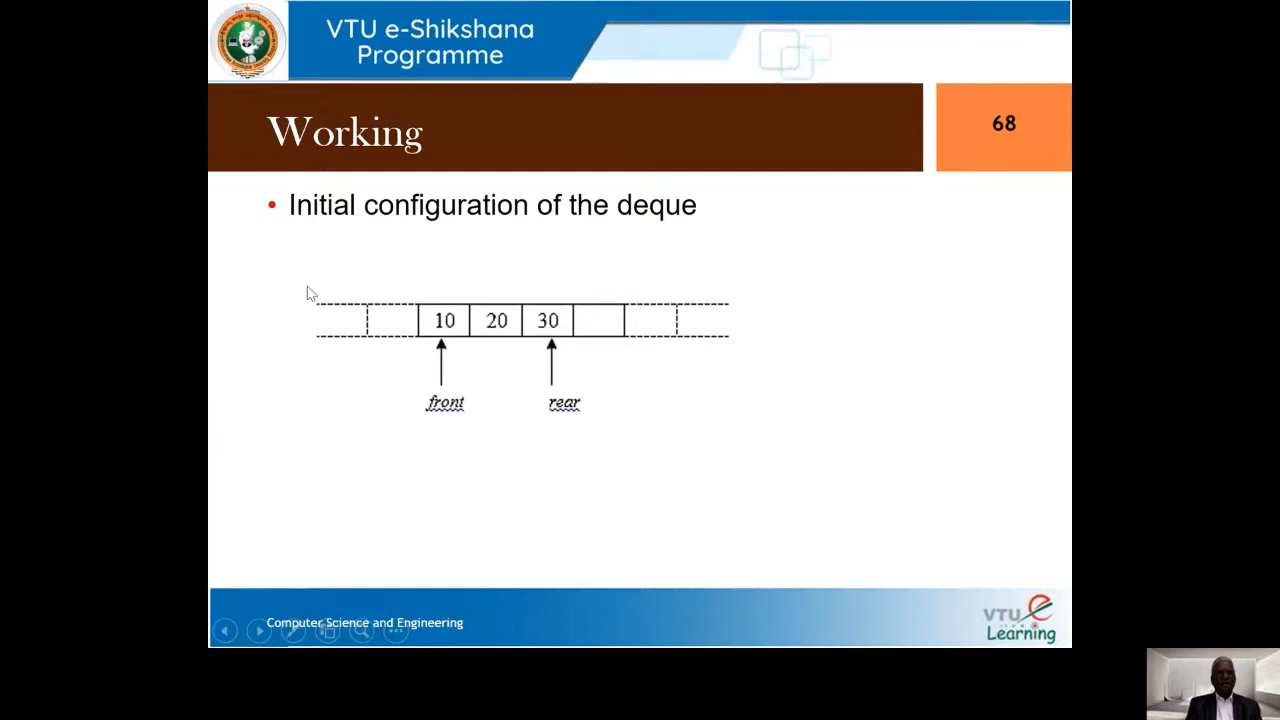 VTU e-Shikshana
Programme
Working
68
• Initial configuration of the deque
10 20 30
front rear
Computer Science and Engineering
VTU e
Learning